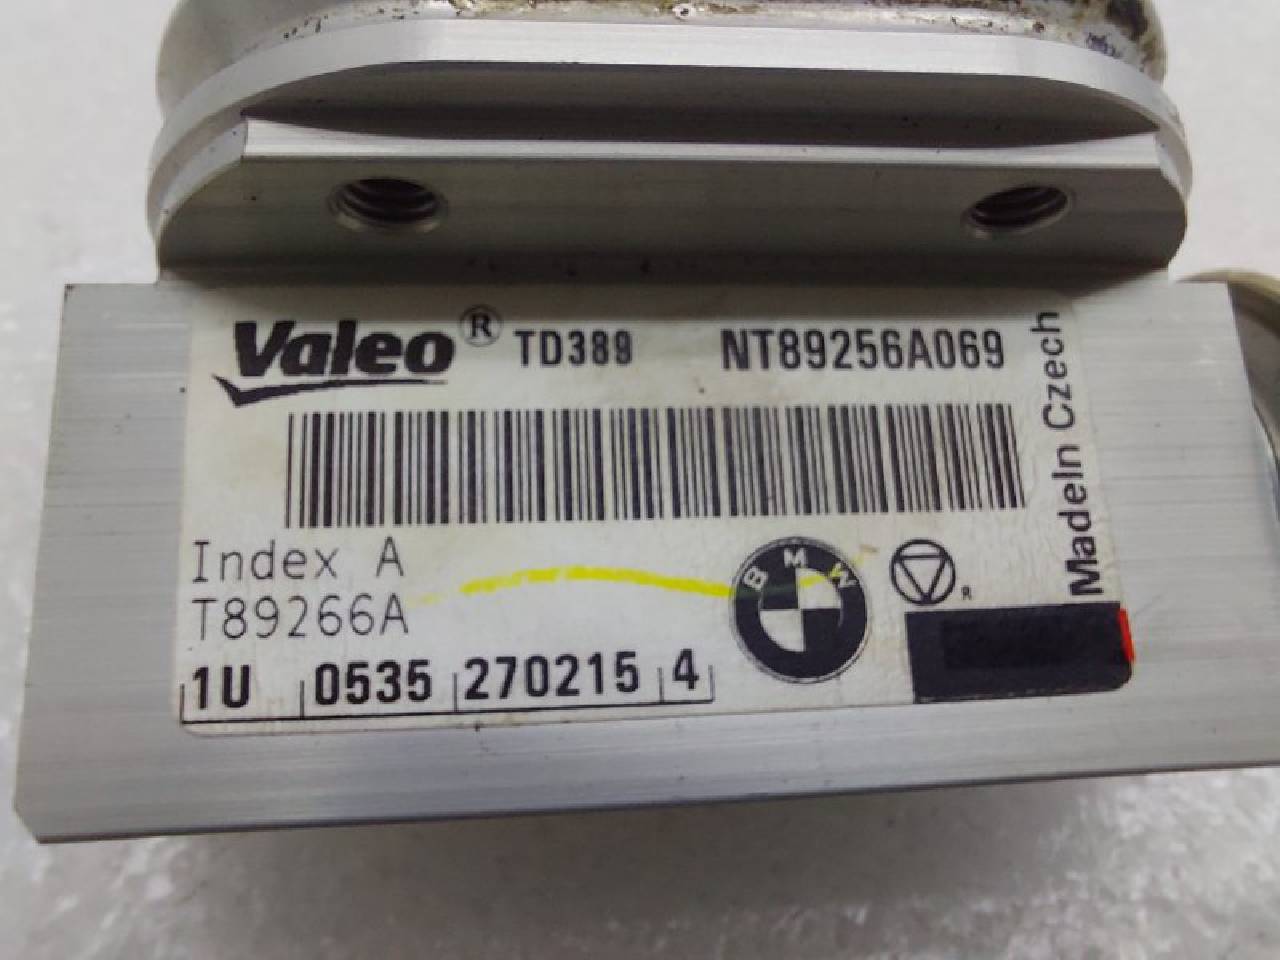 Valeo® TD389 NT89256A069
MadeIn Czech
Index A
T89266A
BMW
R
1U 0535 270215 4